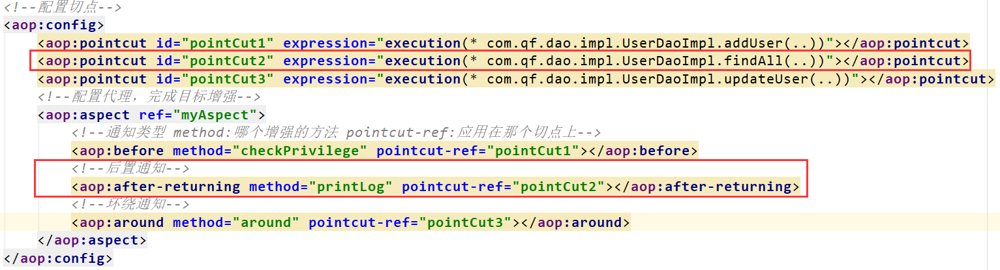 <!--配置切点-->
<aop:config>
<aop:pointcut id="pointCut1" expression="execution(* com.qf.dao.impl.UserDaoImpl.addUser(..))"></aop:pointcut>
<aop:pointcut id="pointCut2" expression="execution(* com.qf.dao.impl.UserDaoImpl.findAll(..))"></aop:pointcut>
<aop:pointcut id="pointCut3" expression="execution(* com.qf.dao.impl.UserDaoImpl.updateUser(..))"></aop:pointcut>
<!--配置代理，完成目标增强-->
<aop:aspect ref="myAspect">
<!--通知类型 method:哪个增强的方法 pointcut-ref:应用在那个切点上-->
<aop:before method="checkPrivilege" pointcut-ref="pointCut1"></aop:before>
<!--后置通知-->
<aop:after-returning method="printLog" pointcut-ref="pointCut2"></aop:after-returning>
<!--环绕通知-->
<aop:around method="around" pointcut-ref="pointCut3"></aop:around>
</aop:aspect>
</aop:config>